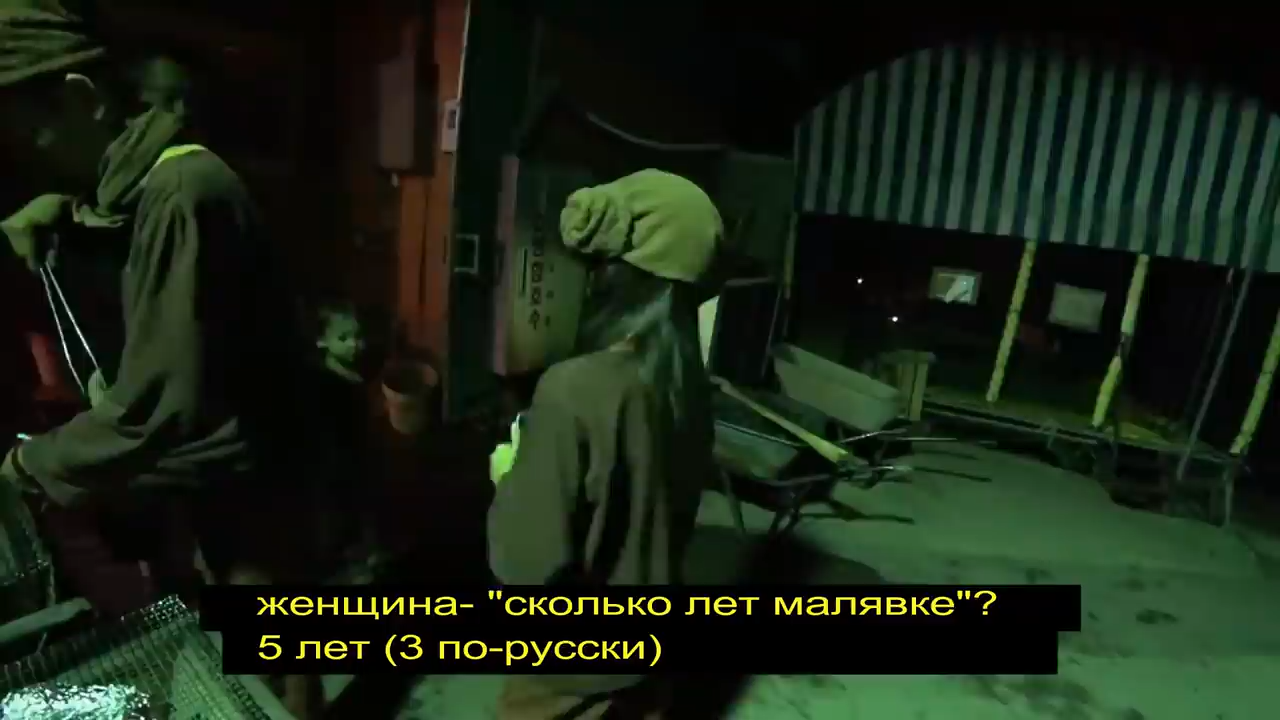 женщина- "сколько лет малявке"?
5 лет (3 по-русски)